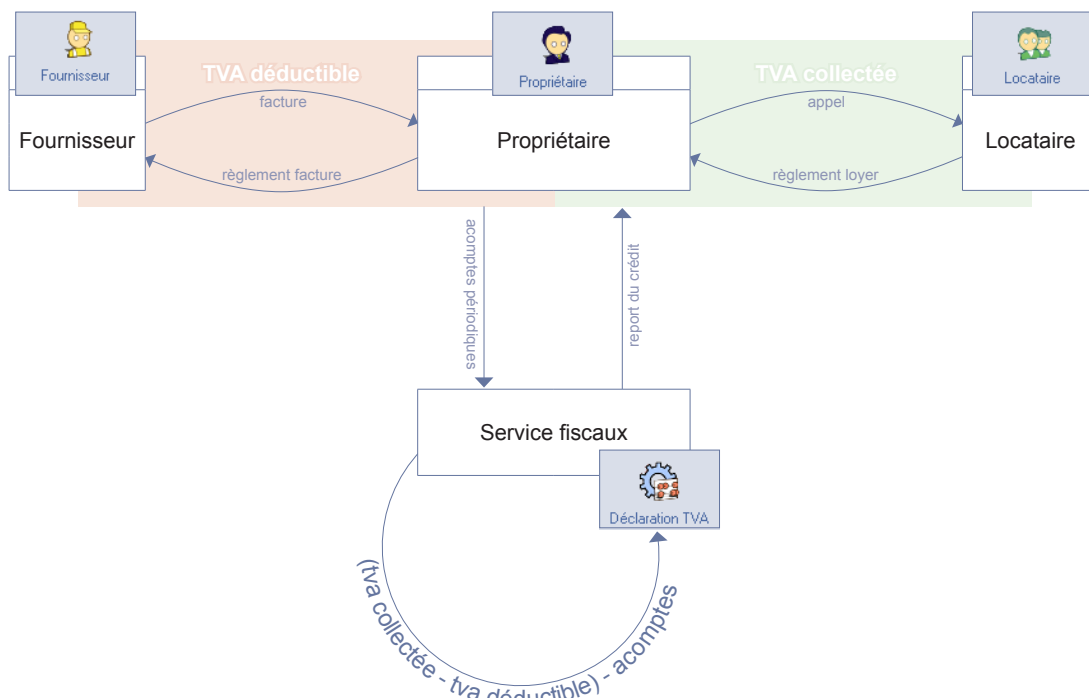 Fournisseur
Propriétaire
Locataire
TVA déductible
TVA collectée
facture
appel
Fournisseur
Propriétaire
Locataire
règlement facture
règlement loyer
acomptes périodiques
report du crédit
Service fiscaux
Déclaration TVA
(tva collectée - tva déductible) - acomptes